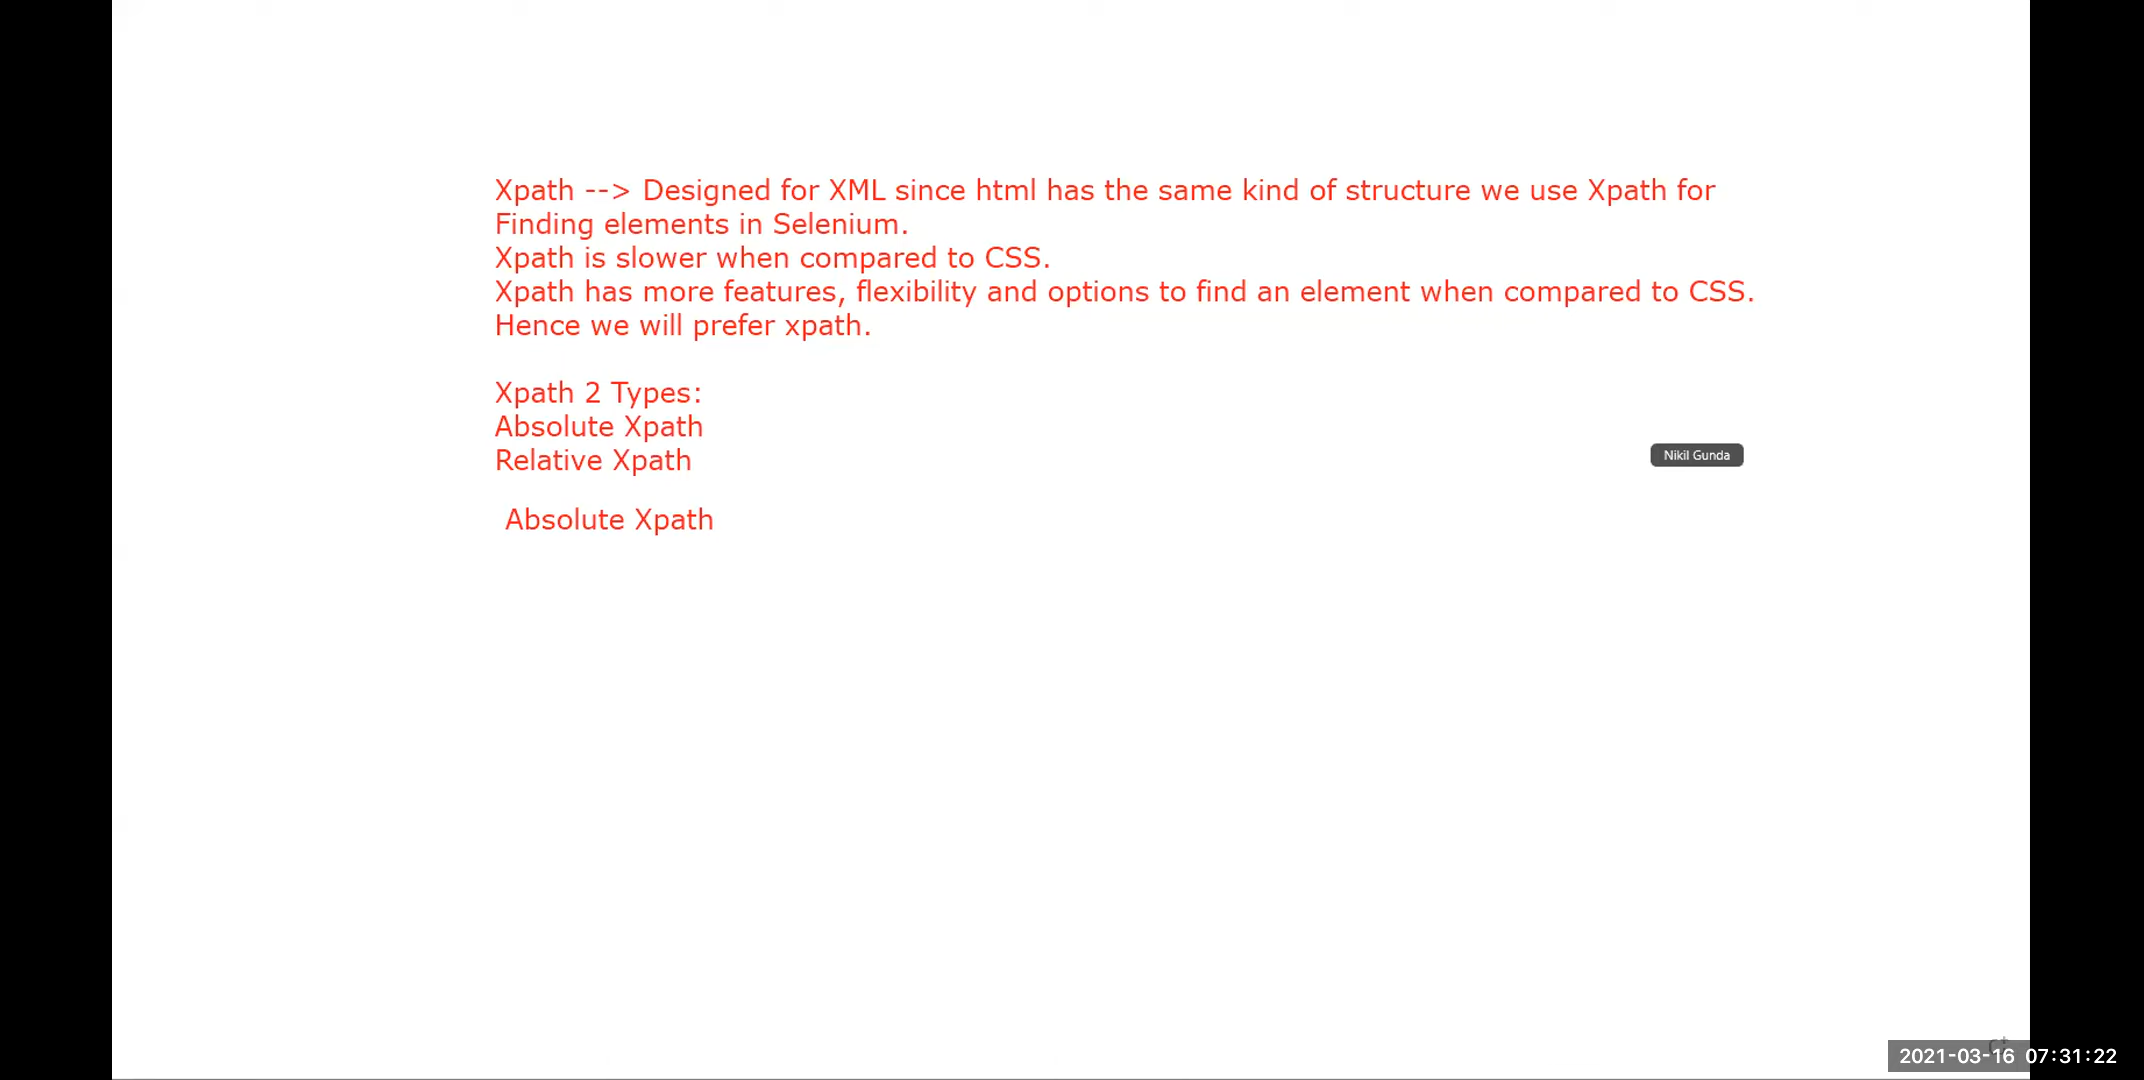 Xpath --> Designed for XML since html has the same kind of structure we use Xpath for
Finding elements in Selenium.
Xpath is slower when compared to CSS.
Xpath has more features, flexibility and options to find an element when compared to CSS.
Hence we will prefer xpath.
Xpath 2 Types:
Absolute Xpath
Relative Xpath
Nikil Gunda
Absolute Xpath
2021-03-16 07:31:22